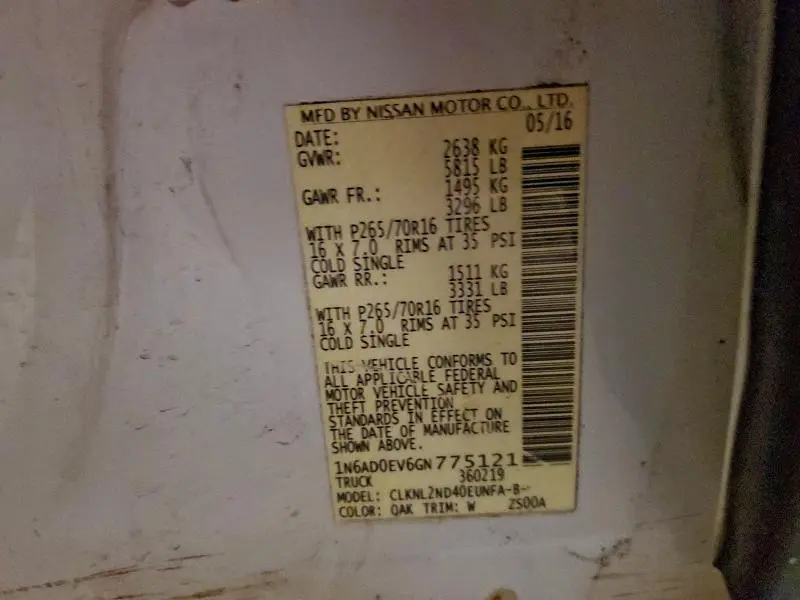 MFD BY NISSAN MOTOR CO., LTD.
DATE: 05/16
GVWR: 2638 KG
5815 LB
GAWR FR.: 1495 KG
3296 LB
WITH P265/70R16 TIRES
16 X 7.0 RIMS AT 35 PSI
COLD SINGLE
GAWR RR.: 1511 KG
3331 LB
WITH P265/70R16 TIRES
16 X 7.0 RIMS AT 35 PSI
COLD SINGLE
THIS VEHICLE CONFORMS TO
ALL APPLICABLE FEDERAL
MOTOR VEHICLE SAFETY AND
THEFT PREVENTION
STANDARDS IN EFFECT ON
THE DATE OF MANUFACTURE
SHOWN ABOVE.
1N6AD0EV6GN775121
TRUCK 360219
MODEL: CLKNL2ND40EUNFA-B-
COLOR: QAK TRIM: W ZS00A